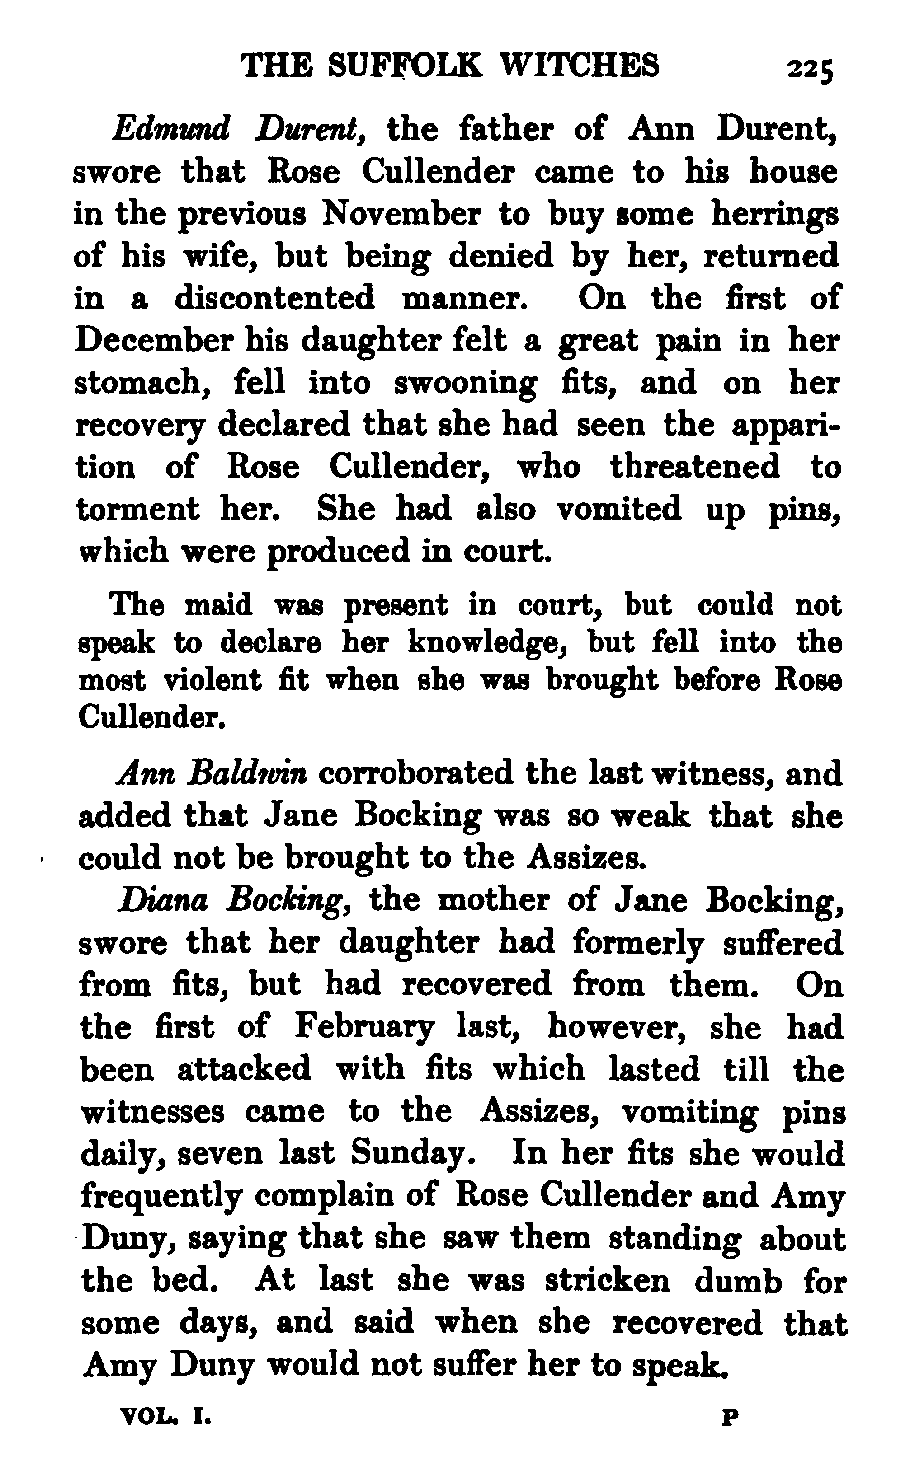 THE SUFFOLK WITCHES 225
Edmund Durent, the father of Ann Durent,
swore that Rose Cullender came to his house
in the previous November to buy some herrings
of his wife, but being denied by her, returned
in a discontented manner. On the first of
December his daughter felt a great pain in her
stomach, fell into swooning fits, and on her
recovery declared that she had seen the appari-
tion of Rose Cullender, who threatened to
torment her. She had also vomited up pins,
which were produced in court.
The maid was present in court, but could not
speak to declare her knowledge, but fell into the
most violent fit when she was brought before Rose
Cullender.
Ann Baldwin corroborated the last witness, and
added that Jane Bocking was so weak that she
could not be brought to the Assizes.
Diana Bocking, the mother of Jane Bocking,
swore that her daughter had formerly suffered
from fits, but had recovered from them. On
the first of February last, however, she had
been attacked with fits which lasted till the
witnesses came to the Assizes, vomiting pins
daily, seven last Sunday. In her fits she would
frequently complain of Rose Cullender and Amy
Duny, saying that she saw them standing about
the bed. At last she was stricken dumb for
some days, and said when she recovered that
Amy Duny would not suffer her to speak.
VOL. I. P